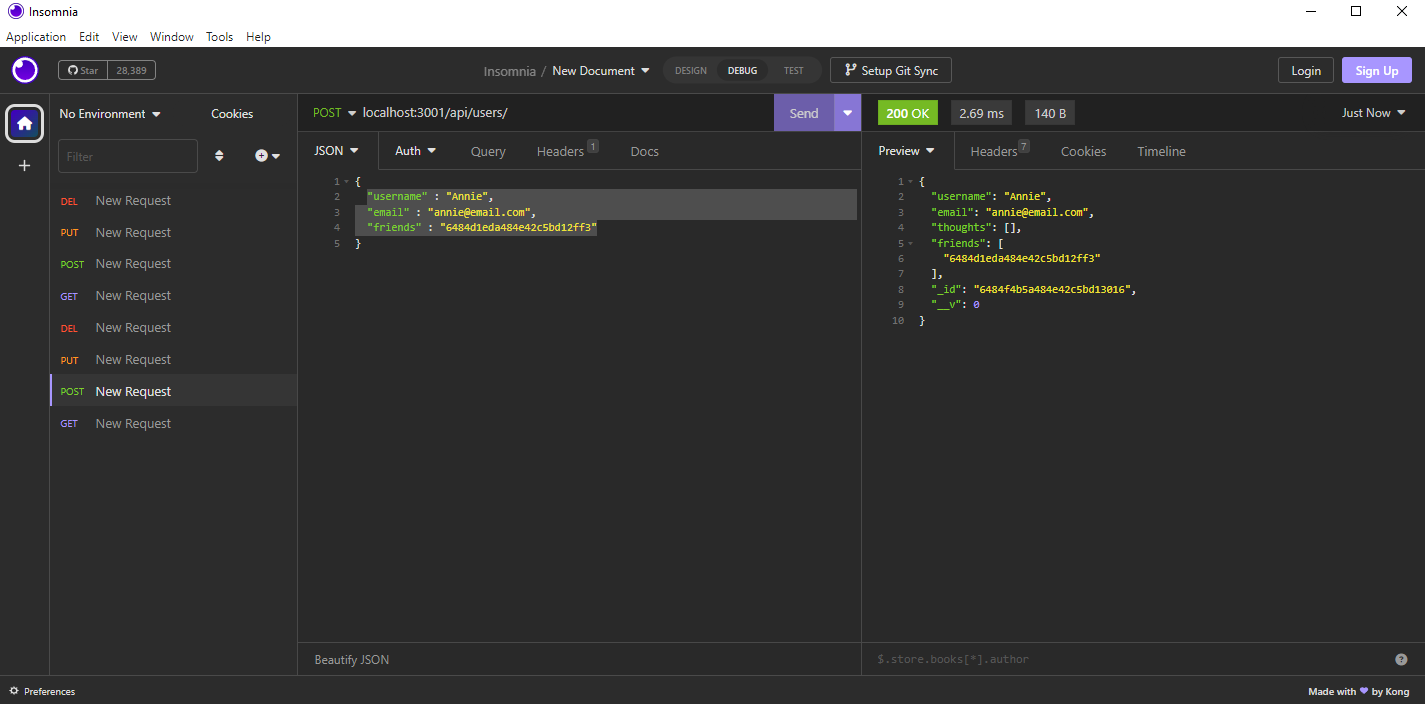 Insomnia
Application Edit View Window Tools Help
Star 28,389
Insomnia / New Document
DESIGN DEBUG TEST
Setup Git Sync
Login
Sign Up
No Environment
Cookies
Filter
DEL New Request
PUT New Request
POST New Request
GET New Request
DEL New Request
PUT New Request
POST New Request
GET New Request
POST localhost:3001/api/users/
Send
JSON Auth Query Headers 1 Docs
1 {
2 "username" : "Annie",
3 "email" : "annie@email.com",
4 "friends" : "6484d1eda484e42c5bd12ff3"
5 }
Beautify JSON
200 OK
2.69 ms
140 B
Just Now
Preview Headers 7 Cookies Timeline
1 {
2 "username": "Annie",
3 "email": "annie@email.com",
4 "thoughts": [],
5 "friends": [
6 "6484d1eda484e42c5bd12ff3"
7 ],
8 "_id": "6484f4b5a484e42c5bd13016",
9 "__v": 0
10 }
$.store.books[*].author
?
Preferences
Made with ♥ by Kong